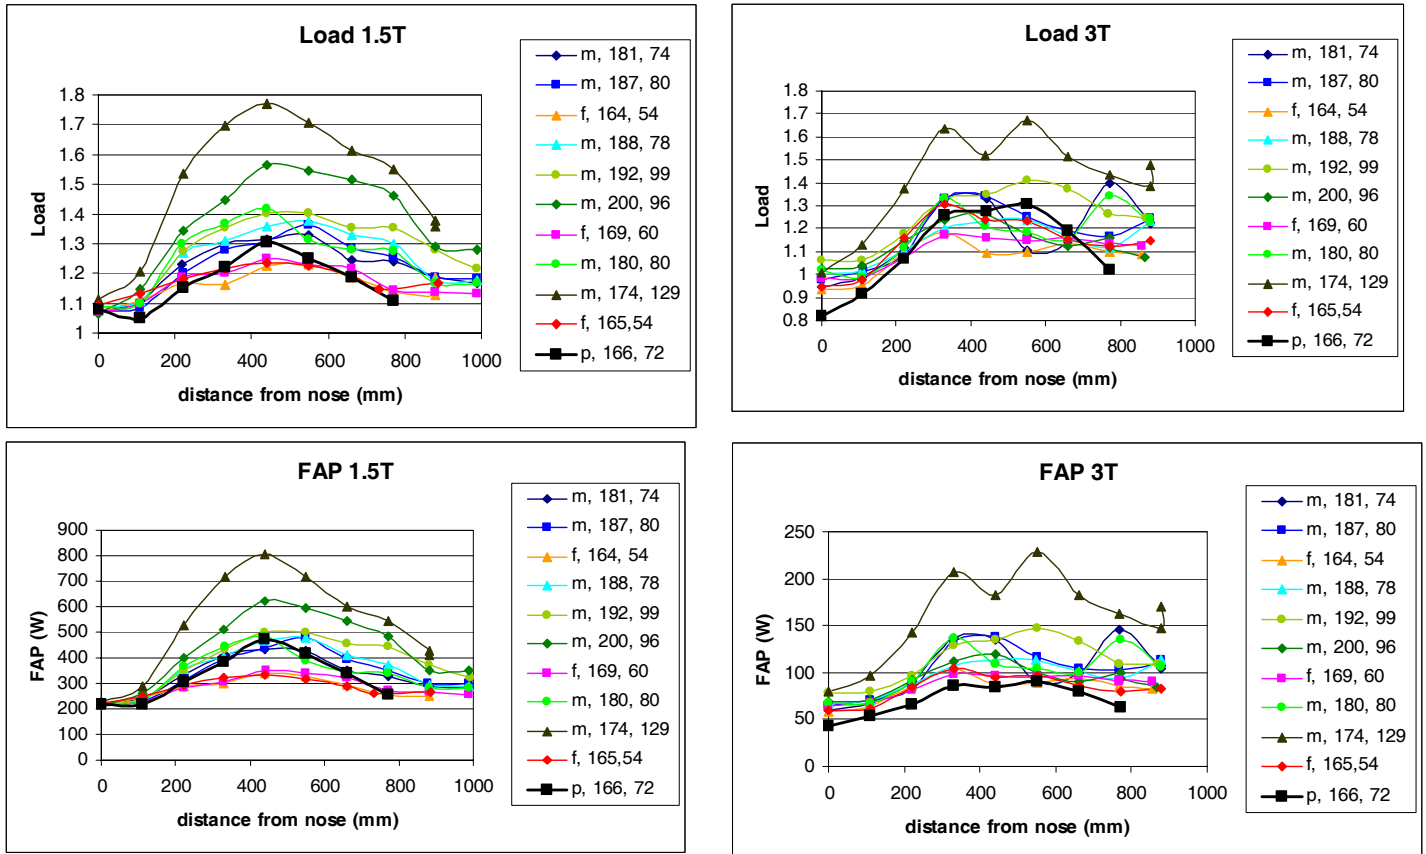 Load 1.5T
Load
1.8
1.7
1.6
1.5
1.4
1.3
1.2
1.1
1
0 200 400 600 800 1000
distance from nose (mm)
m, 181, 74
m, 187, 80
f, 164, 54
m, 188, 78
m, 192, 99
m, 200, 96
f, 169, 60
m, 180, 80
m, 174, 129
f, 165,54
p, 166, 72
Load 3T
Load
1.8
1.7
1.6
1.5
1.4
1.3
1.2
1.1
1
0.9
0.8
0 200 400 600 800 1000
distance from nose (mm)
m, 181, 74
m, 187, 80
f, 164, 54
m, 188, 78
m, 192, 99
m, 200, 96
f, 169, 60
m, 180, 80
m, 174, 129
f, 165,54
p, 166, 72
FAP 1.5T
FAP (W)
900
800
700
600
500
400
300
200
100
0
0 200 400 600 800 1000
distance from nose (mm)
m, 181, 74
m, 187, 80
f, 164, 54
m, 188, 78
m, 192, 99
m, 200, 96
f, 169, 60
m, 180, 80
m, 174, 129
f, 165,54
p, 166, 72
FAP 3T
FAP (W)
250
200
150
100
50
0
0 200 400 600 800 1000
distance from nose (mm)
m, 181, 74
m, 187, 80
f, 164, 54
m, 188, 78
m, 192, 99
m, 200, 96
f, 169, 60
m, 180, 80
m, 174, 129
f, 165,54
p, 166, 72